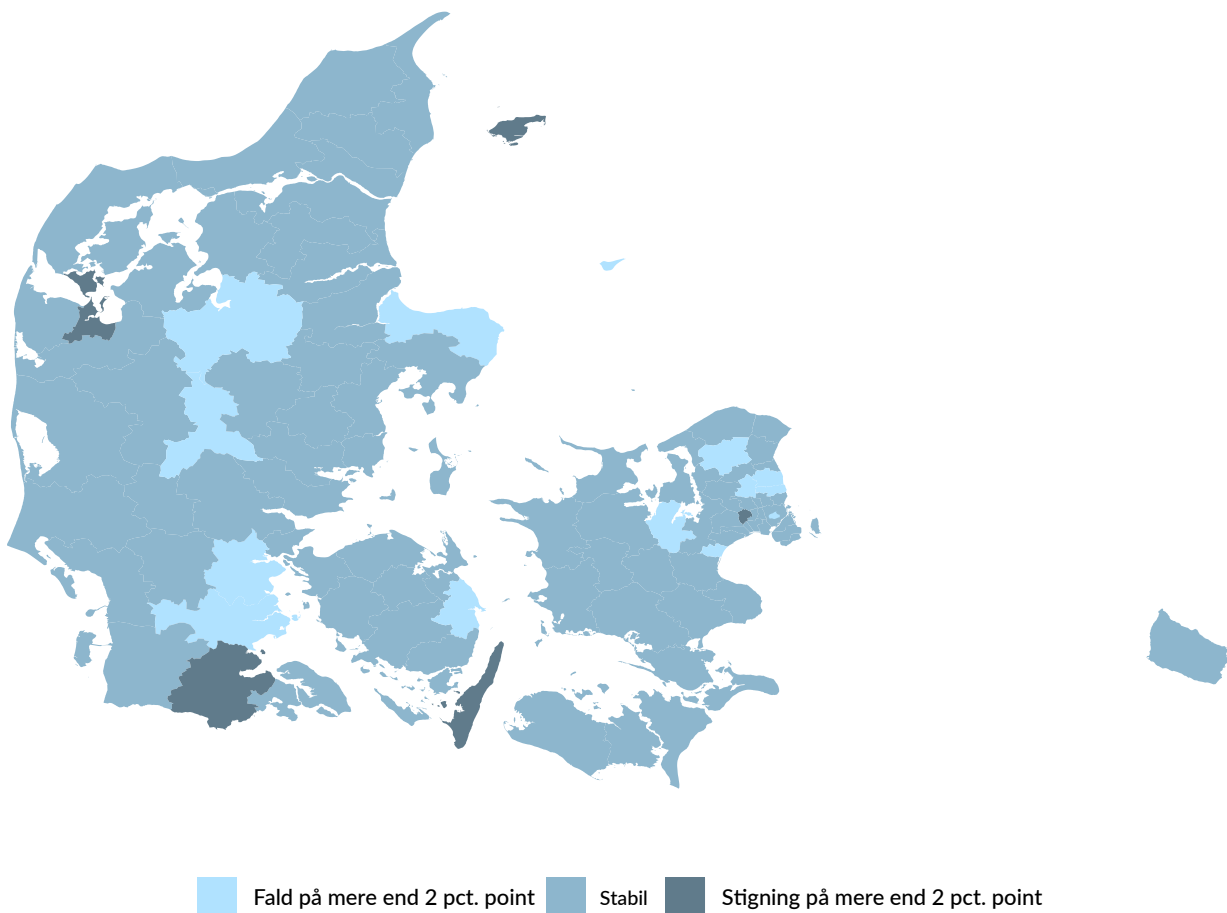 Fald på mere end 2 pct. point Stabil Stigning på mere end 2 pct. point